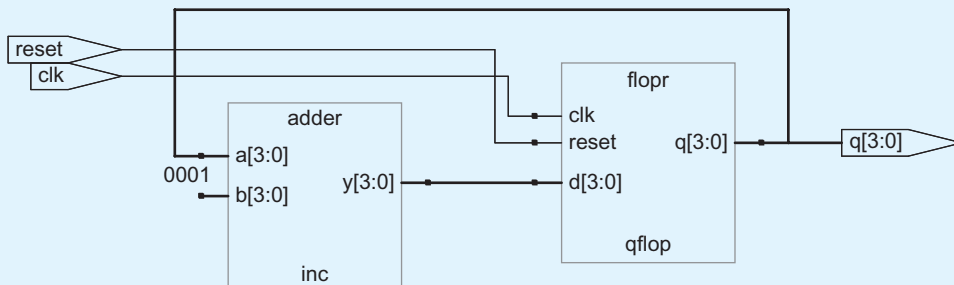 reset
clk
adder
flopr
clk
reset
q[3:0]
q[3:0]
a[3:0]
0001
b[3:0]
y[3:0]
d[3:0]
qflop
inc